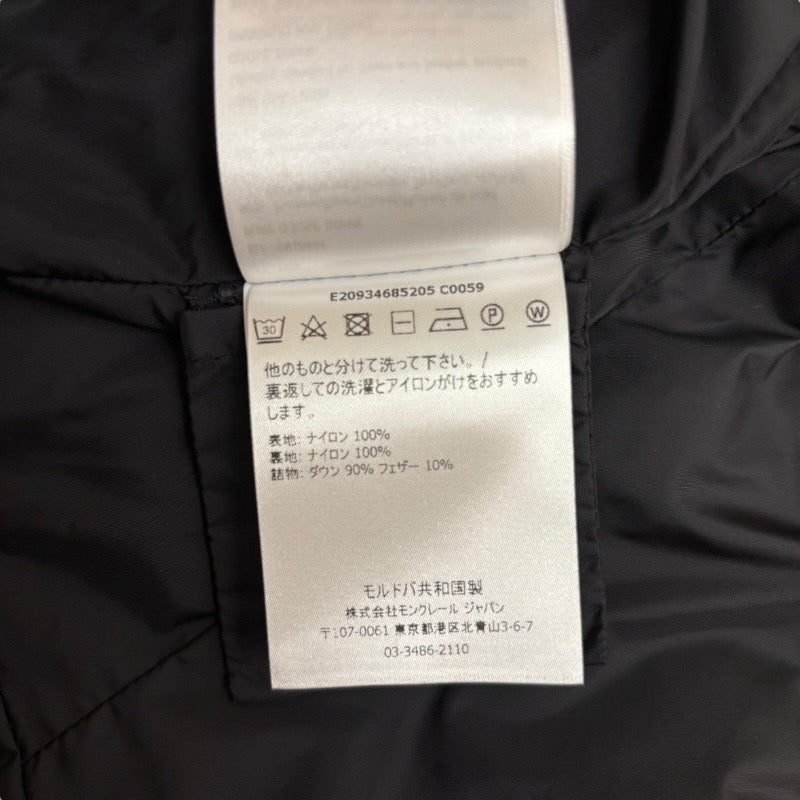 E20934685205 C0059
30
P
W
他のものと分けて洗って下さい。/
裏返しての洗濯とアイロンがけをおすすめ
します。
表地: ナイロン 100%
裏地: ナイロン 100%
詰物: ダウン 90% フェザー 10%
モルドバ共和国製
株式会社モンクレール ジャパン
〒107-0061 東京都港区北青山3-6-7
03-3486-2110